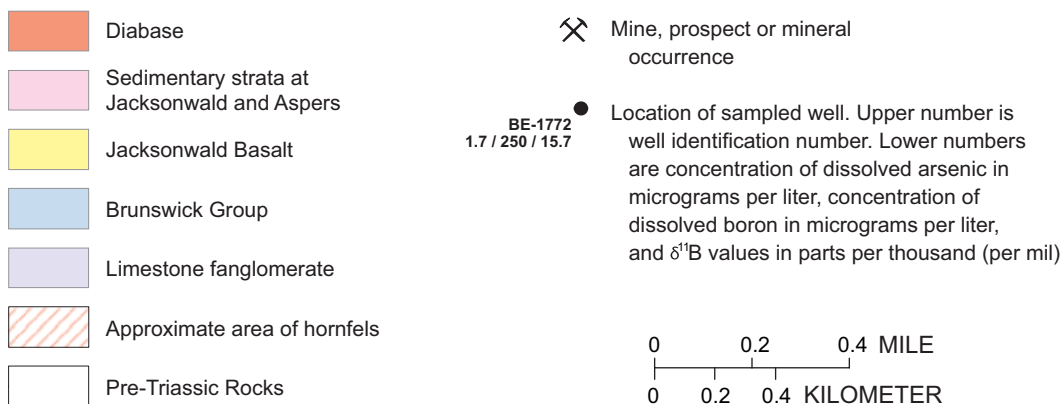 Diabase
Sedimentary strata at
Jacksonwald and Aspers
Jacksonwald Basalt
Brunswick Group
Limestone fanglomerate
Approximate area of hornfels
Pre-Triassic Rocks
Mine, prospect or mineral
occurrence
BE-1772
1.7 / 250 / 15.7
Location of sampled well. Upper number is
well identification number. Lower numbers
are concentration of dissolved arsenic in
micrograms per liter, concentration of
dissolved boron in micrograms per liter,
and δ¹¹B values in parts per thousand (per mil)
0 0.2 0.4 MILE
0 0.2 0.4 KILOMETER